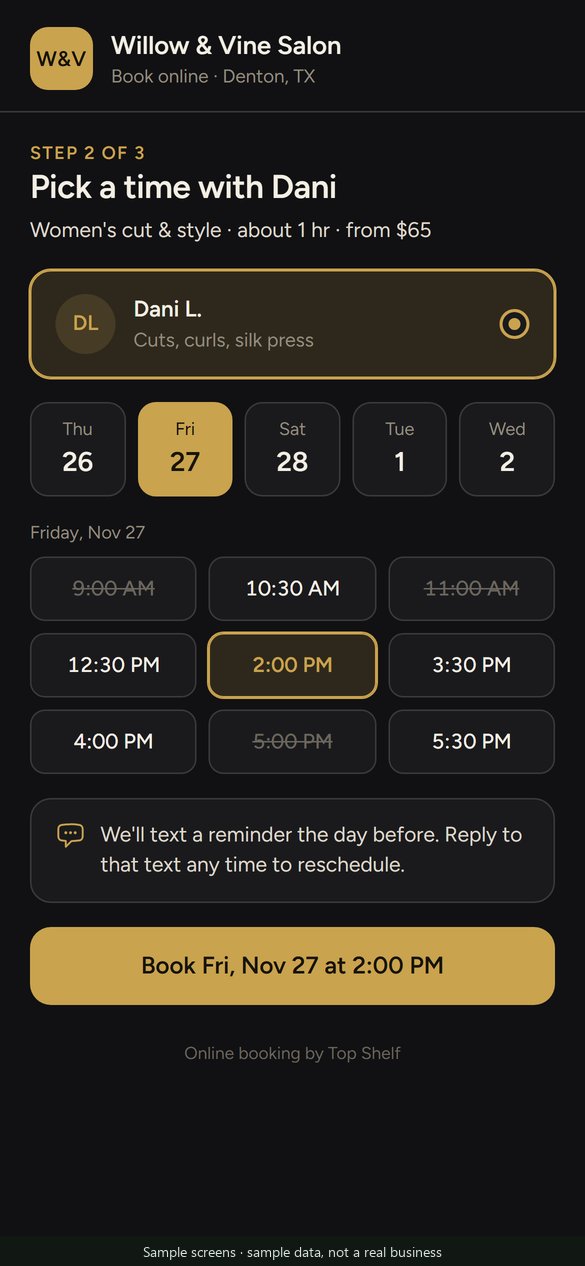 W&V
Willow & Vine Salon
Book online · Denton, TX
STEP 2 OF 3
Pick a time with Dani
Women's cut & style · about 1 hr · from $65
DL
Dani L.
Cuts, curls, silk press
Thu Fri Sat Tue Wed
26 27 28 1 2
Friday, Nov 27
9:00 AM 10:30 AM 11:00 AM
12:30 PM 2:00 PM 3:30 PM
4:00 PM 5:00 PM 5:30 PM
We'll text a reminder the day before. Reply to
that text any time to reschedule.
Book Fri, Nov 27 at 2:00 PM
Online booking by Top Shelf
Sample screens · sample data, not a real business